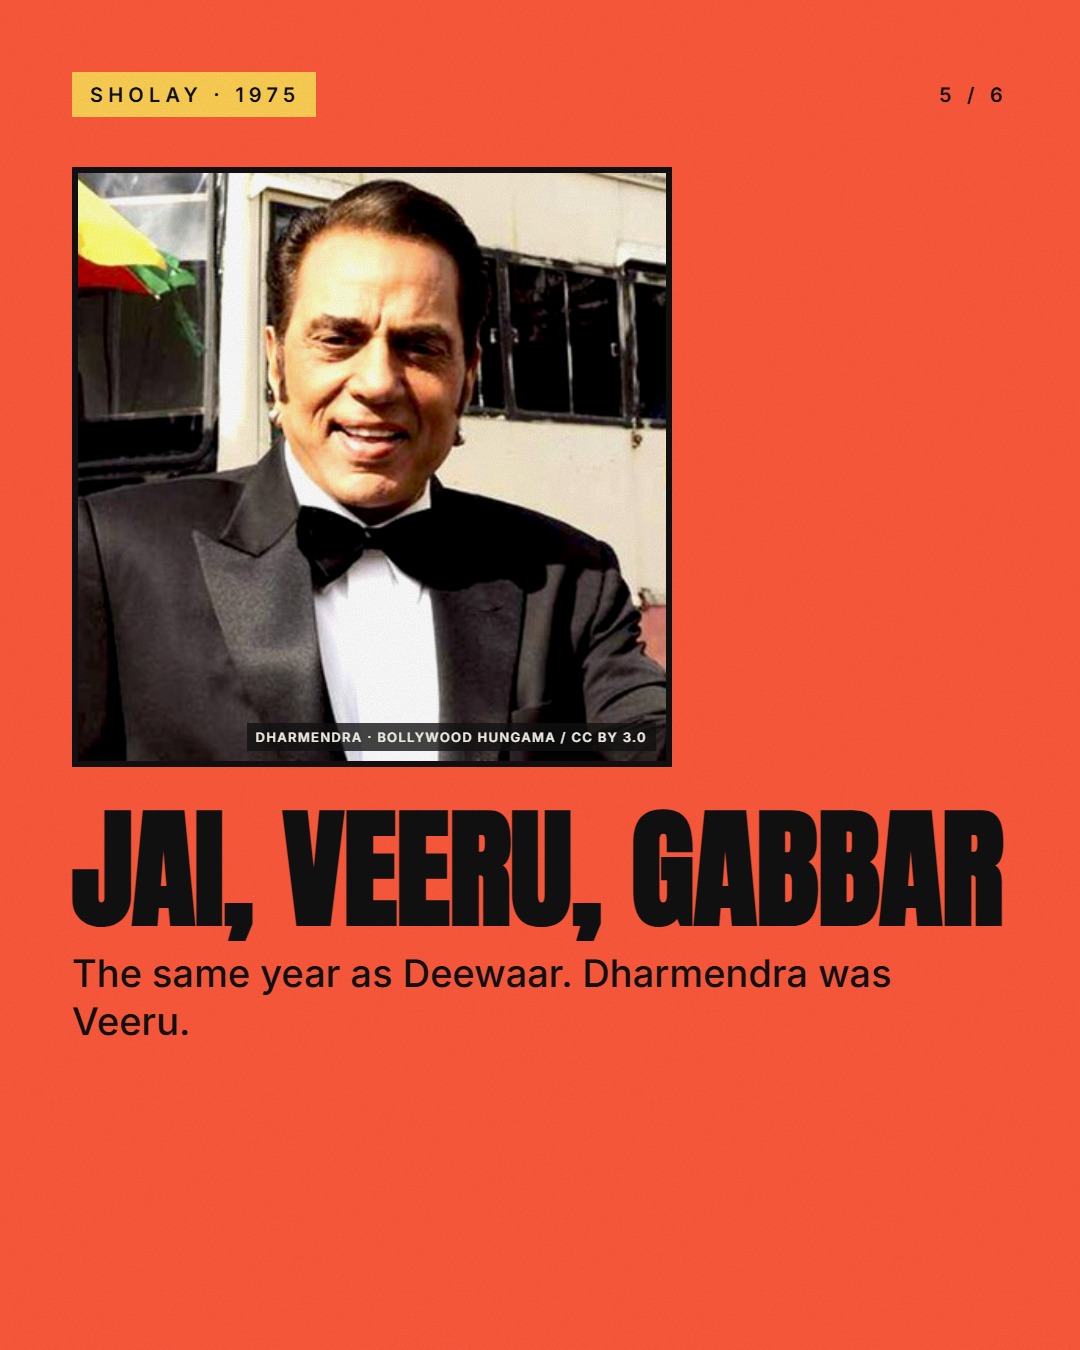 SHOLAY · 1975
5 / 6
DHARMENDRA · BOLLYWOOD HUNGAMA / CC BY 3.0
JAI, VEERU, GABBAR
The same year as Deewaar. Dharmendra was
Veeru.